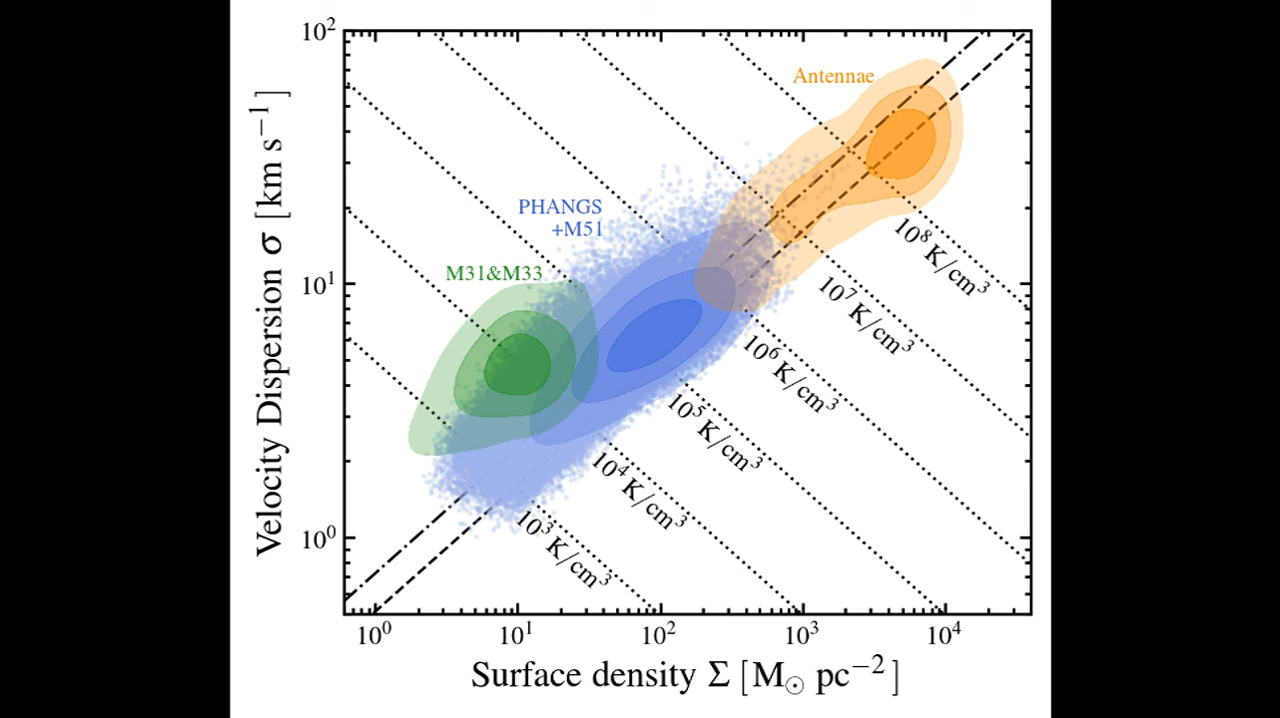 10²
Antennae
PHANGS
+M51
M31&M33
10⁸ K/cm³
10¹
10⁷ K/cm³
10⁶ K/cm³
10⁵ K/cm³
10⁴ K/cm³
10³ K/cm³
10⁰
Velocity Dispersion σ [km s⁻¹]
10⁰ 10¹ 10² 10³ 10⁴
Surface density Σ [M☉ pc⁻²]